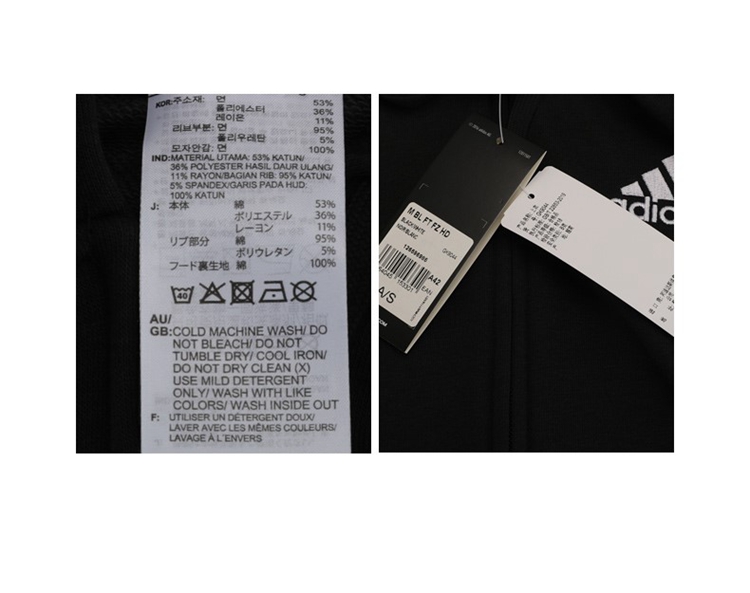 KOR:주소재: 면 53%
폴리에스터 36%
레이온 11%
리브부분: 면 95%
폴리우레탄 5%
모자안감: 면 100%
IND:MATERIAL UTAMA: 53% KATUN/
36% POLYESTER HASIL DAUR ULANG/
11% RAYON/BAGIAN RIB: 95% KATUN/
5% SPANDEX/GARIS PADA HUD:
100% KATUN
J: 本体 綿 53%
ポリエステル 36%
レーヨン 11%
リブ部分 綿 95%
ポリウレタン 5%
フード裏生地 綿 100%
40
AU/
GB:COLD MACHINE WASH/ DO
NOT BLEACH/ DO NOT
TUMBLE DRY/ COOL IRON/
DO NOT DRY CLEAN (X)
USE MILD DETERGENT
ONLY/ WASH WITH LIKE
COLORS/ WASH INSIDE OUT
F: UTILISER UN DÉTERGENT DOUX/
LAVER AVEC LES MÊMES COULEURS/
LAVAGE À L'ENVERS
M BL FT FZ HD
BLACK/WHITE
NOIR/BLANC
GK9044
A42
EAN
A/S
adid